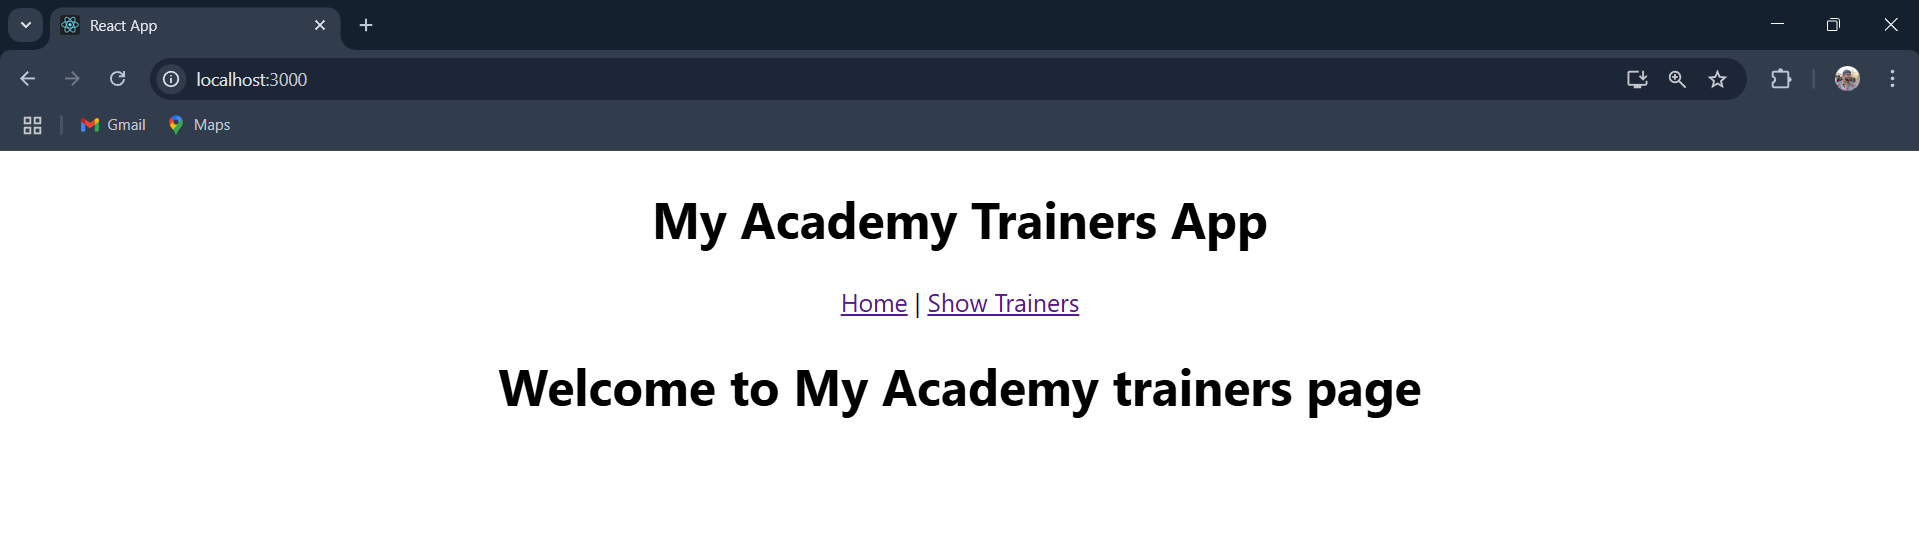 React App
localhost:3000
Gmail Maps
My Academy Trainers App
Home | Show Trainers
Welcome to My Academy trainers page